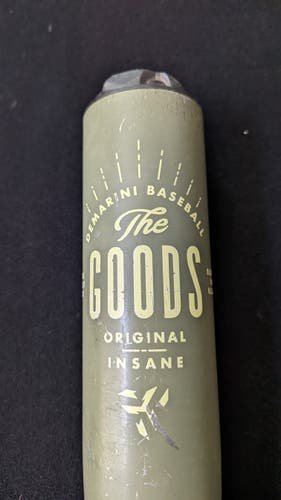 DEMARINI BASEBALL
The
GOODS
ORIGINAL
INSANE